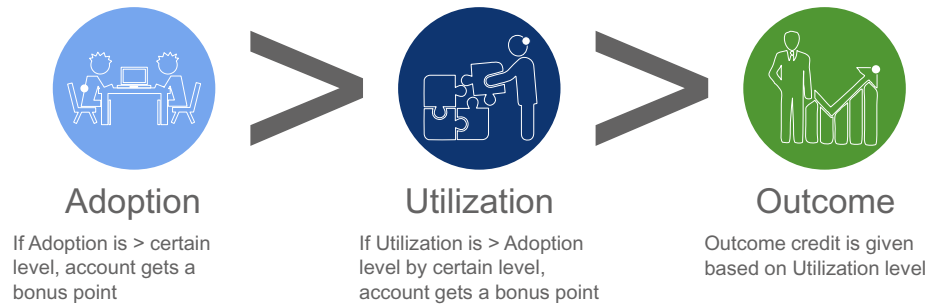 Adoption
If Adoption is > certain
level, account gets a
bonus point
>
Utilization
If Utilization is > Adoption
level by certain level,
account gets a bonus point
>
Outcome
Outcome credit is given
based on Utilization level